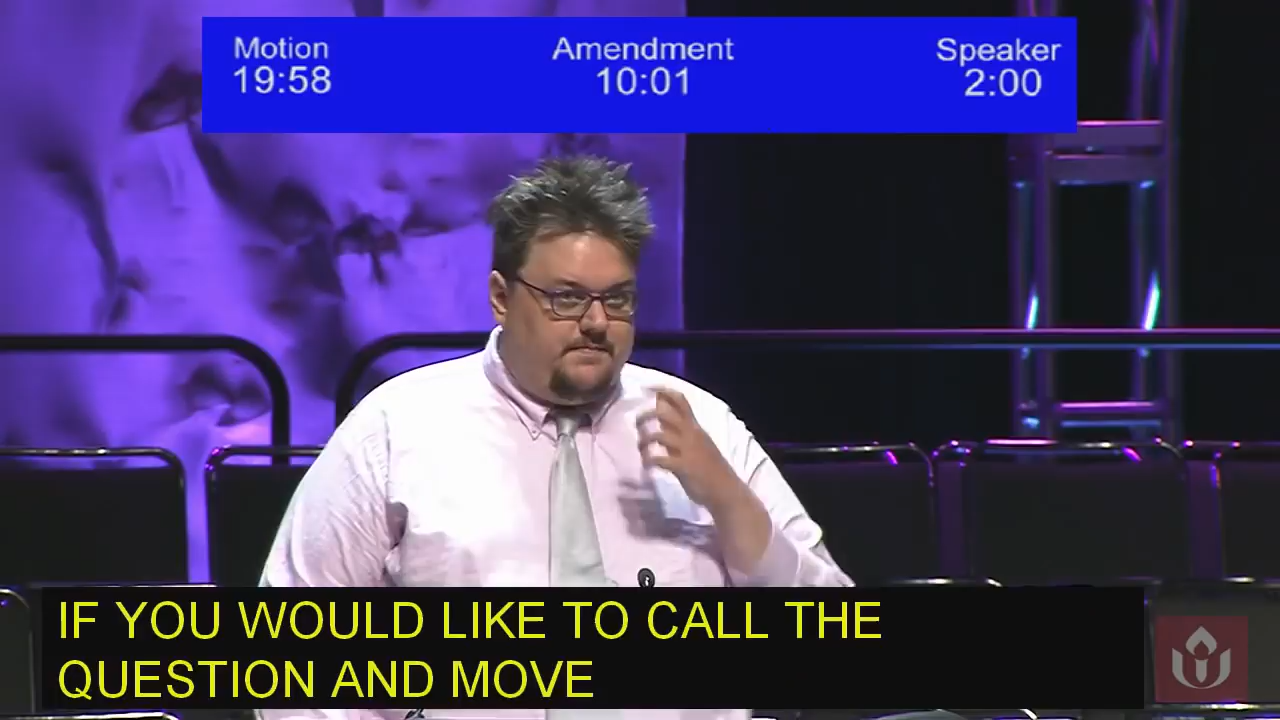 Motion Amendment Speaker
19:58 10:01 2:00
IF YOU WOULD LIKE TO CALL THE
QUESTION AND MOVE